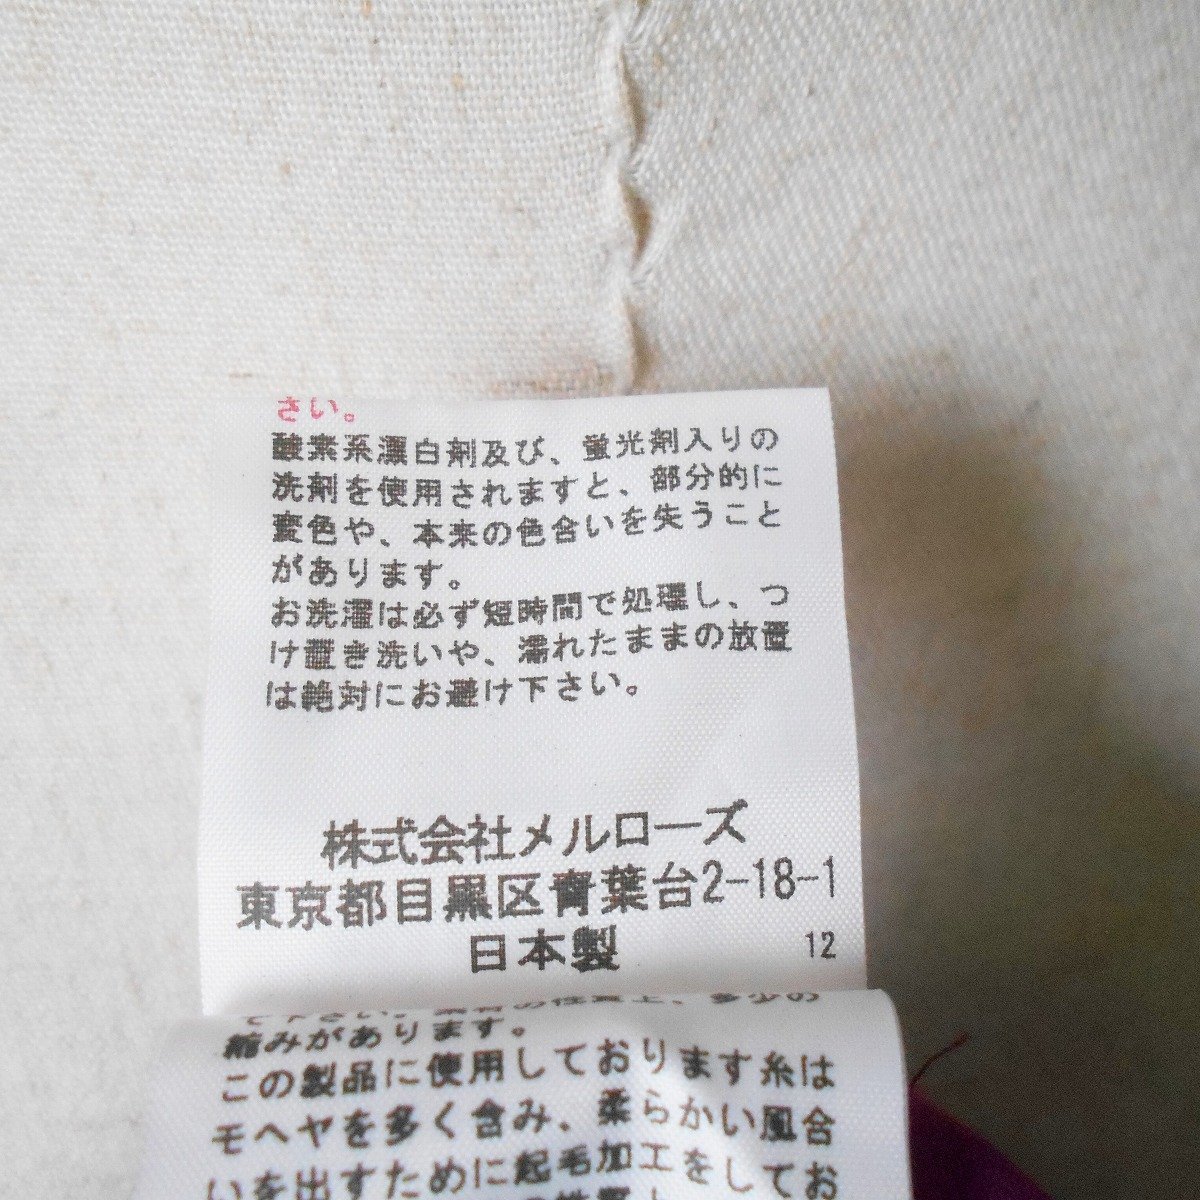 さい。
酸素系漂白剤及び、蛍光剤入りの
洗剤を使用されますと、部分的に
変色や、本来の色合いを失うこと
があります。
お洗濯は必ず短時間で処理し、つ
け置き洗いや、濡れたままの放置
は絶対にお避け下さい。
株式会社メルローズ
東京都目黒区青葉台2-18-1
日本製
12
性質上、多少の
縮みがあります。
この製品に使用しております糸は
モヘヤを多く含み、柔らかい風合
いを出すために起毛加工をしてお